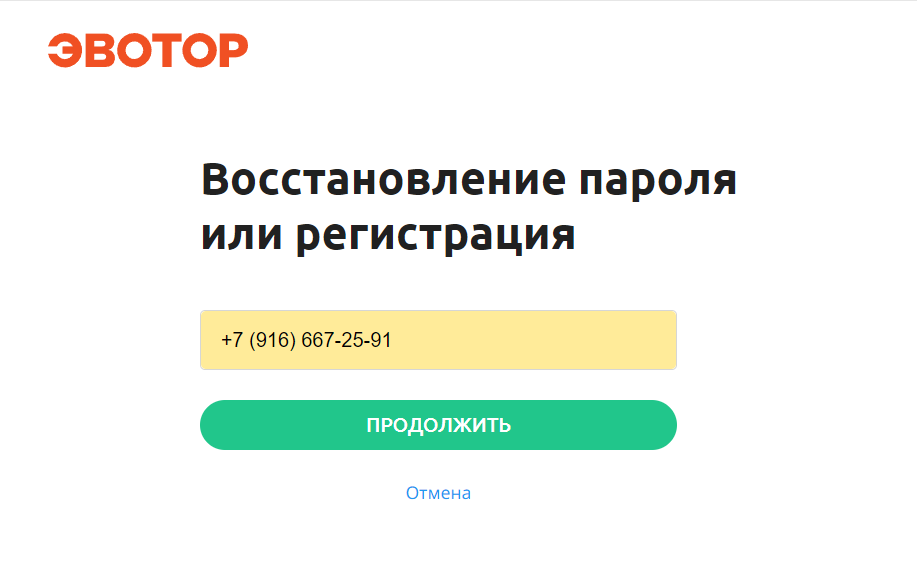 ЭВОТОР
Восстановление пароля
или регистрация
+7 (916) 667-25-91
ПРОДОЛЖИТЬ
Отмена